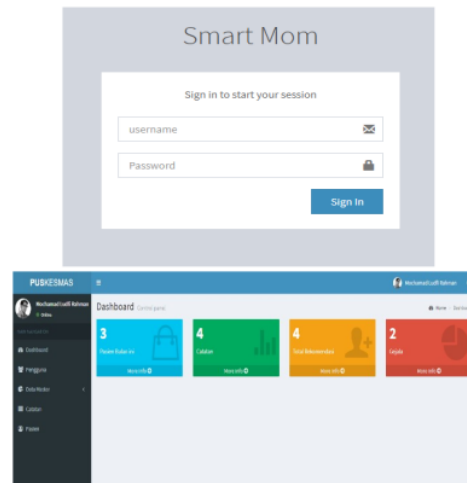 Smart Mom
Sign in to start your session
username
Password
Sign In
PUSKESMAS
Mochamad Lutfi Rahman
Mochamad Lutfi Rahman
Online
Dashboard Control panel
Home
3
Pasien Bulan ini
More info
4
Catatan
More info
4
Total Rekomendasi
More info
2
Gejala
More info
Dashboard
Pengguna
Data Master
Catatan
Pasien